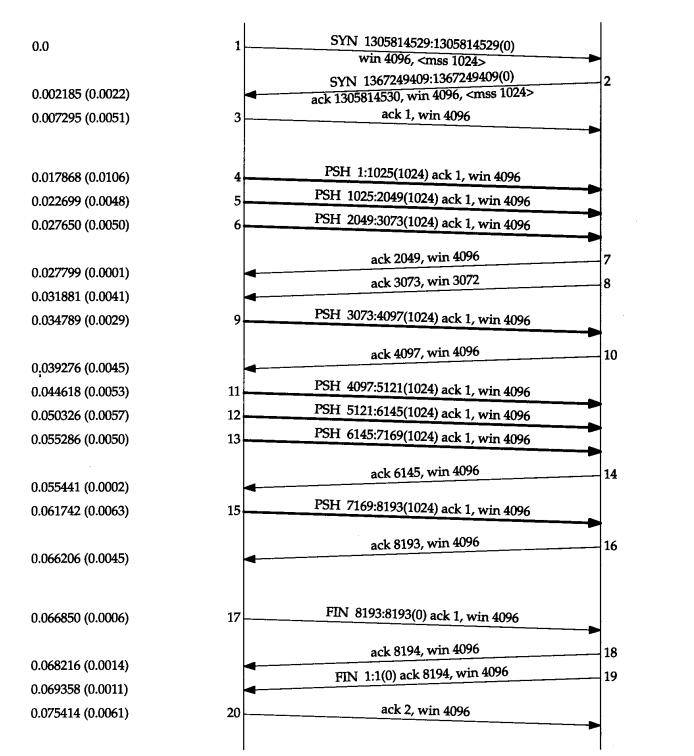 0.0 1 SYN 1305814529:1305814529(0)
win 4096, <mss 1024>
SYN 1367249409:1367249409(0) 2
0.002185 (0.0022) ack 1305814530, win 4096, <mss 1024>
0.007295 (0.0051) 3 ack 1, win 4096
0.017868 (0.0106) 4 PSH 1:1025(1024) ack 1, win 4096
0.022699 (0.0048) 5 PSH 1025:2049(1024) ack 1, win 4096
0.027650 (0.0050) 6 PSH 2049:3073(1024) ack 1, win 4096
ack 2049, win 4096 7
0.027799 (0.0001)
ack 3073, win 3072 8
0.031881 (0.0041)
0.034789 (0.0029) 9 PSH 3073:4097(1024) ack 1, win 4096
ack 4097, win 4096 10
0.039276 (0.0045)
0.044618 (0.0053) 11 PSH 4097:5121(1024) ack 1, win 4096
0.050326 (0.0057) 12 PSH 5121:6145(1024) ack 1, win 4096
0.055286 (0.0050) 13 PSH 6145:7169(1024) ack 1, win 4096
ack 6145, win 4096 14
0.055441 (0.0002)
0.061742 (0.0063) 15 PSH 7169:8193(1024) ack 1, win 4096
ack 8193, win 4096 16
0.066206 (0.0045)
0.066850 (0.0006) 17 FIN 8193:8193(0) ack 1, win 4096
ack 8194, win 4096 18
0.068216 (0.0014)
FIN 1:1(0) ack 8194, win 4096 19
0.069358 (0.0011)
0.075414 (0.0061) 20 ack 2, win 4096